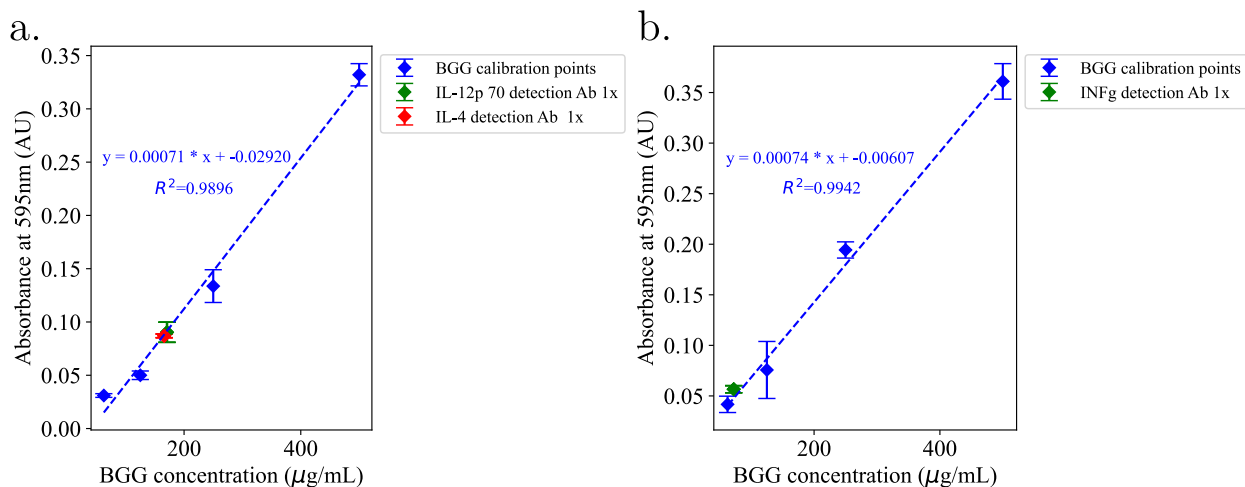 a.
0.35
0.30
0.25
0.20
0.15
0.10
0.05
0.00
Absorbance at 595nm (AU)
200
400
BGG concentration (μg/mL)
y = 0.00071 * x + -0.02920
R²=0.9896
BGG calibration points
IL-12p 70 detection Ab 1x
IL-4 detection Ab 1x
b.
0.35
0.30
0.25
0.20
0.15
0.10
0.05
Absorbance at 595nm (AU)
200
400
BGG concentration (μg/mL)
y = 0.00074 * x + -0.00607
R²=0.9942
BGG calibration points
INFg detection Ab 1x